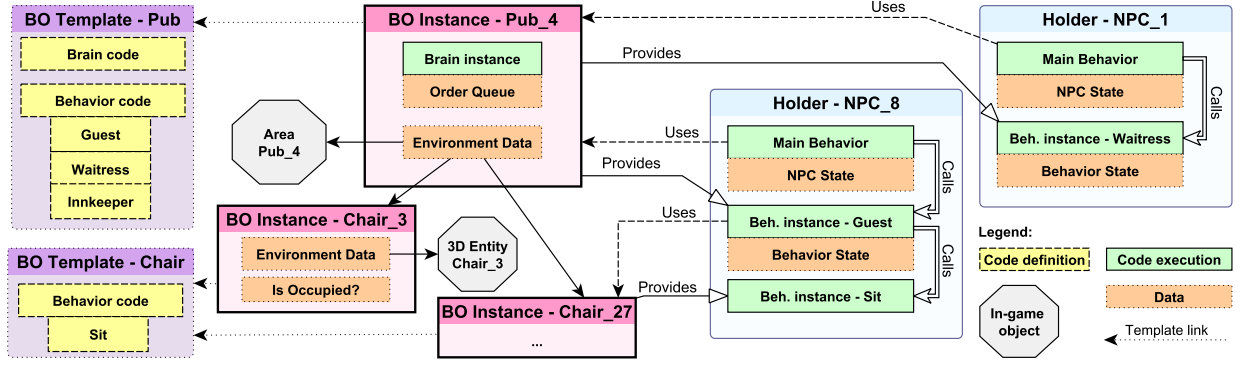 BO Template - Pub
Brain code
Behavior code
Guest
Waitress
Innkeeper
BO Template - Chair
Behavior code
Sit
BO Instance - Pub_4
Brain instance
Order Queue
Environment Data
Area
Pub_4
BO Instance - Chair_3
Environment Data
Is Occupied?
3D Entity
Chair_3
BO Instance - Chair_27
...
Uses
Provides
Uses
Provides
Uses
Provides
Holder - NPC_8
Main Behavior
NPC State
Beh. instance - Guest
Behavior State
Beh. instance - Sit
Calls
Calls
Holder - NPC_1
Main Behavior
NPC State
Beh. instance - Waitress
Behavior State
Calls
Legend:
Code definition
Code execution
In-game
object
Data
Template link